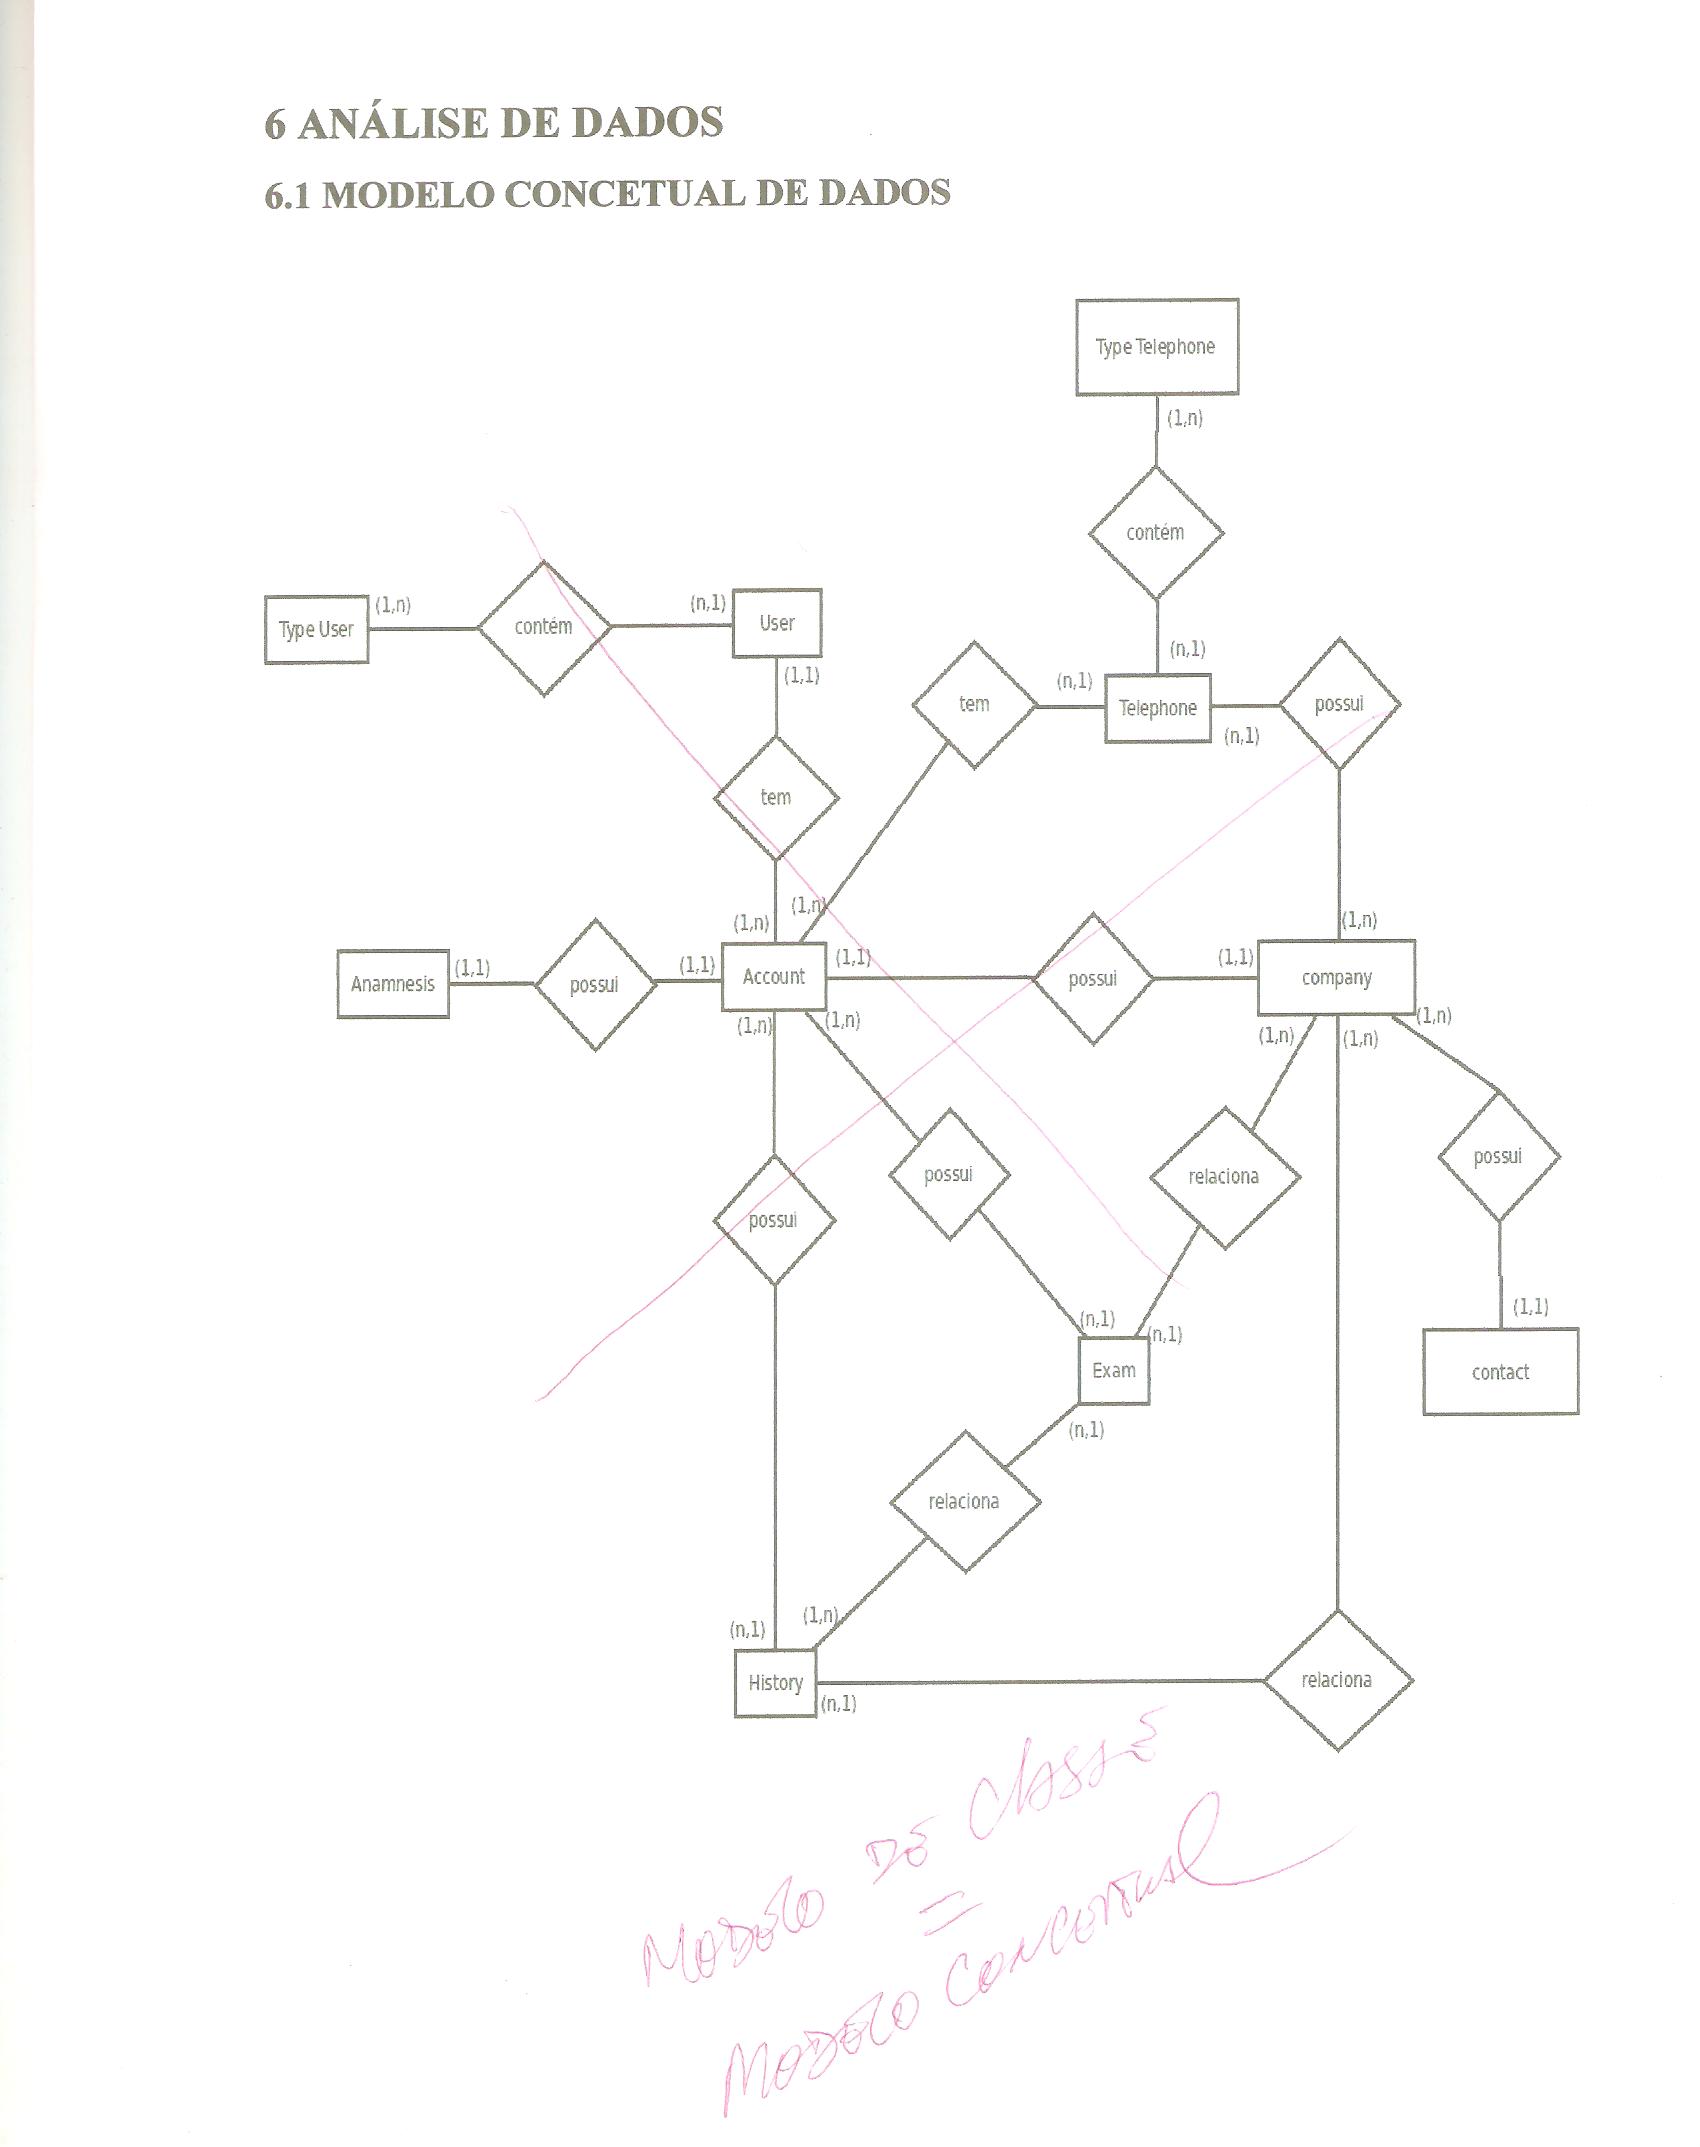 6 ANÁLISE DE DADOS
6.1 MODELO CONCETUAL DE DADOS
Type Telephone
(1,n)
contém
(n,1)
Type User
(1,n)
contém
(n,1)
User
(1,1)
tem
(1,n)
tem
(n,1)
Telephone
(n,1)
possui
(1,n)
(1,n)
Anamnesis
(1,1)
possui
(1,1)
Account
(1,1)
possui
(1,1)
company
(1,n)
(1,n)
(1,n)
(1,n)
(1,n)
possui
possui
relaciona
possui
(n,1)
(n,1)
Exam
(n,1)
(1,1)
contact
relaciona
(1,n)
(n,1)
History
(n,1)
relaciona
MODELO DE CLASSE
=
MODELO CONCEITUAL